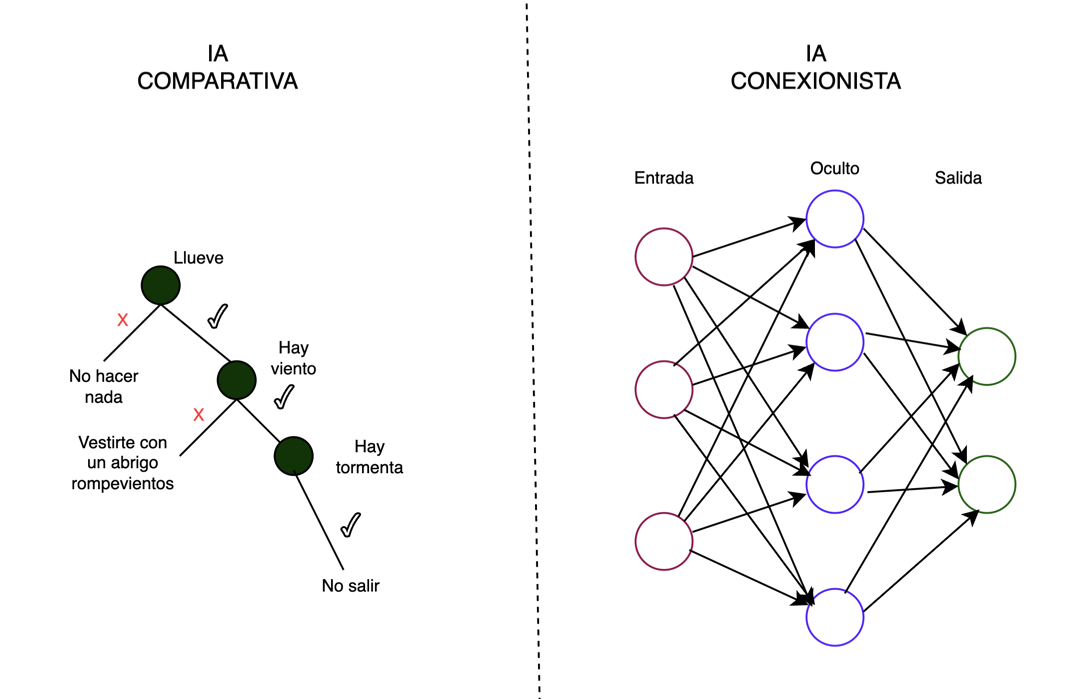 IA
COMPARATIVA
Llueve
X
No hacer
nada
Hay
viento
X
Vestirte con
un abrigo
rompevientos
Hay
tormenta
No salir
IA
CONEXIONISTA
Entrada
Oculto
Salida